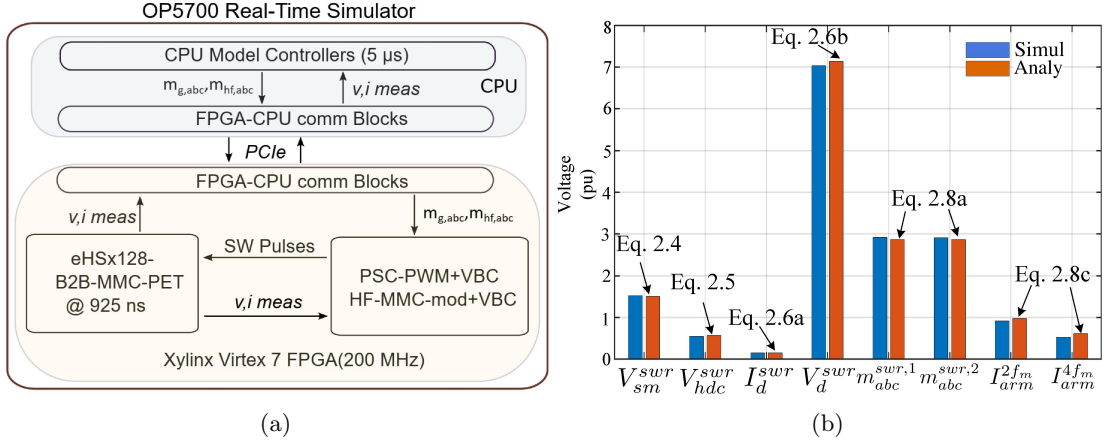 OP5700 Real-Time Simulator
CPU Model Controllers (5 µs)
m_g,abc,m_hf,abc
v,i meas
CPU
FPGA-CPU comm Blocks
PCIe
FPGA-CPU comm Blocks
v,i meas
m_g,abc,m_hf,abc
eHSx128-
B2B-MMC-PET
@ 925 ns
SW Pulses
v,i meas
PSC-PWM+VBC
HF-MMC-mod+VBC
Xylinx Virtex 7 FPGA(200 MHz)
(a)
Voltage
(pu)
8
7
6
5
4
3
2
1
0
Eq. 2.6b
Simul
Analy
Eq. 2.8a
Eq. 2.4
Eq. 2.5
Eq. 2.8c
Eq. 2.6a
V_sm^swr V_hdc^swr I_d^swr V_d^swr m_abc^swr,1 m_abc^swr,2 I_arm^2f_m I_arm^4f_m
(b)